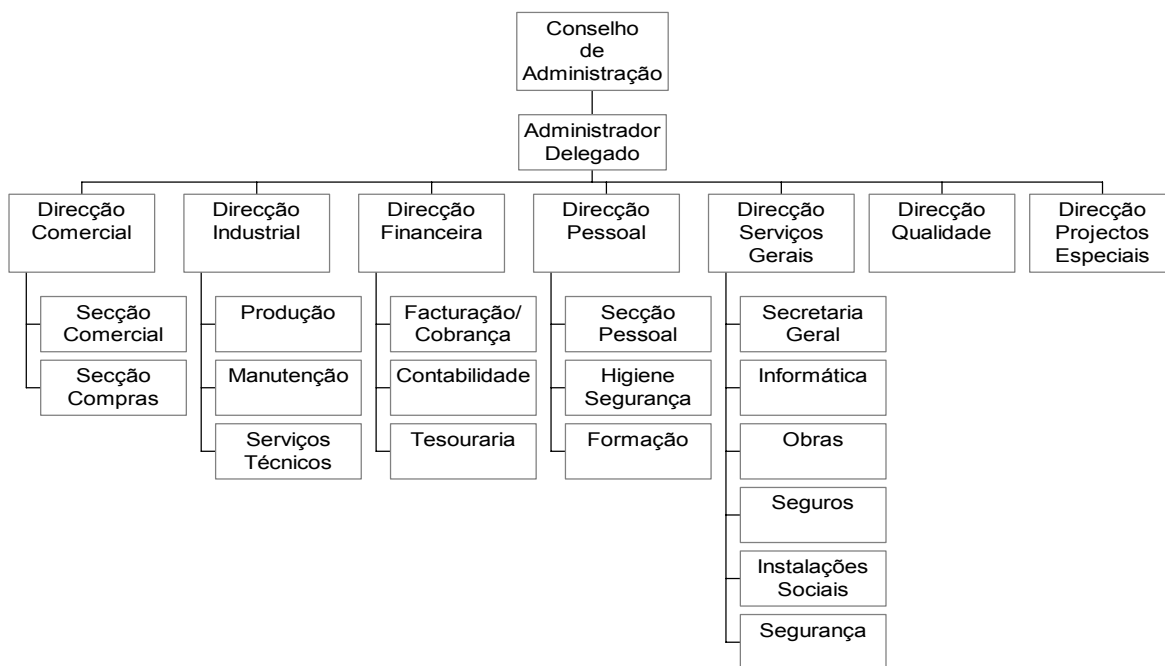 Conselho
de
Administração
Administrador
Delegado
Direcção
Comercial
Direcção
Industrial
Direcção
Financeira
Direcção
Pessoal
Direcção
Serviços
Gerais
Direcção
Qualidade
Direcção
Projectos
Especiais
Secção
Comercial
Secção
Compras
Produção
Manutenção
Serviços
Técnicos
Facturação/
Cobrança
Contabilidade
Tesouraria
Secção
Pessoal
Higiene
Segurança
Formação
Secretaria
Geral
Informática
Obras
Seguros
Instalações
Sociais
Segurança